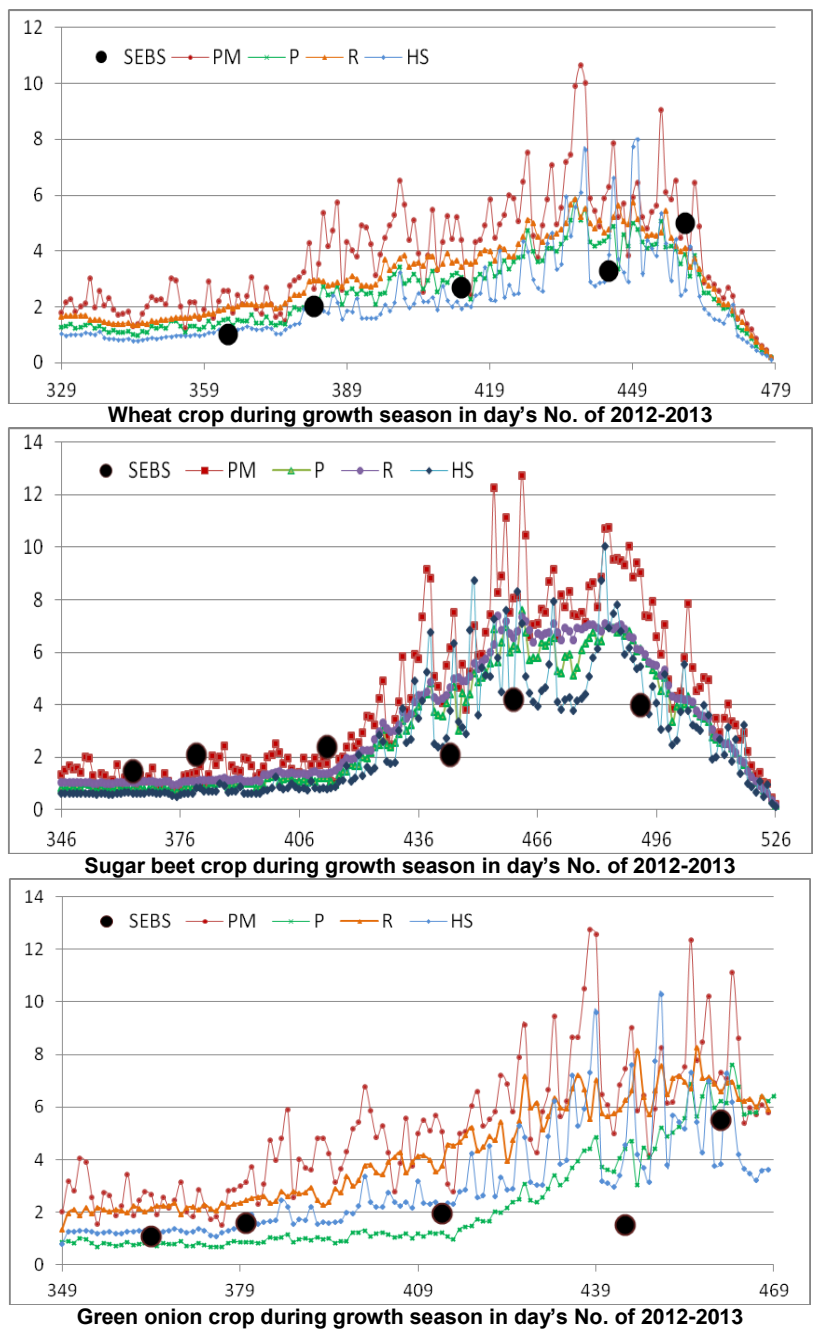 12
SEBS PM P R HS
10
8
6
4
2
0
329 359 389 419 449 479
Wheat crop during growth season in day's No. of 2012-2013
14
SEBS PM P R HS
12
10
8
6
4
2
0
346 376 406 436 466 496 526
Sugar beet crop during growth season in day's No. of 2012-2013
14
SEBS PM P R HS
12
10
8
6
4
2
0
349 379 409 439 469
Green onion crop during growth season in day's No. of 2012-2013